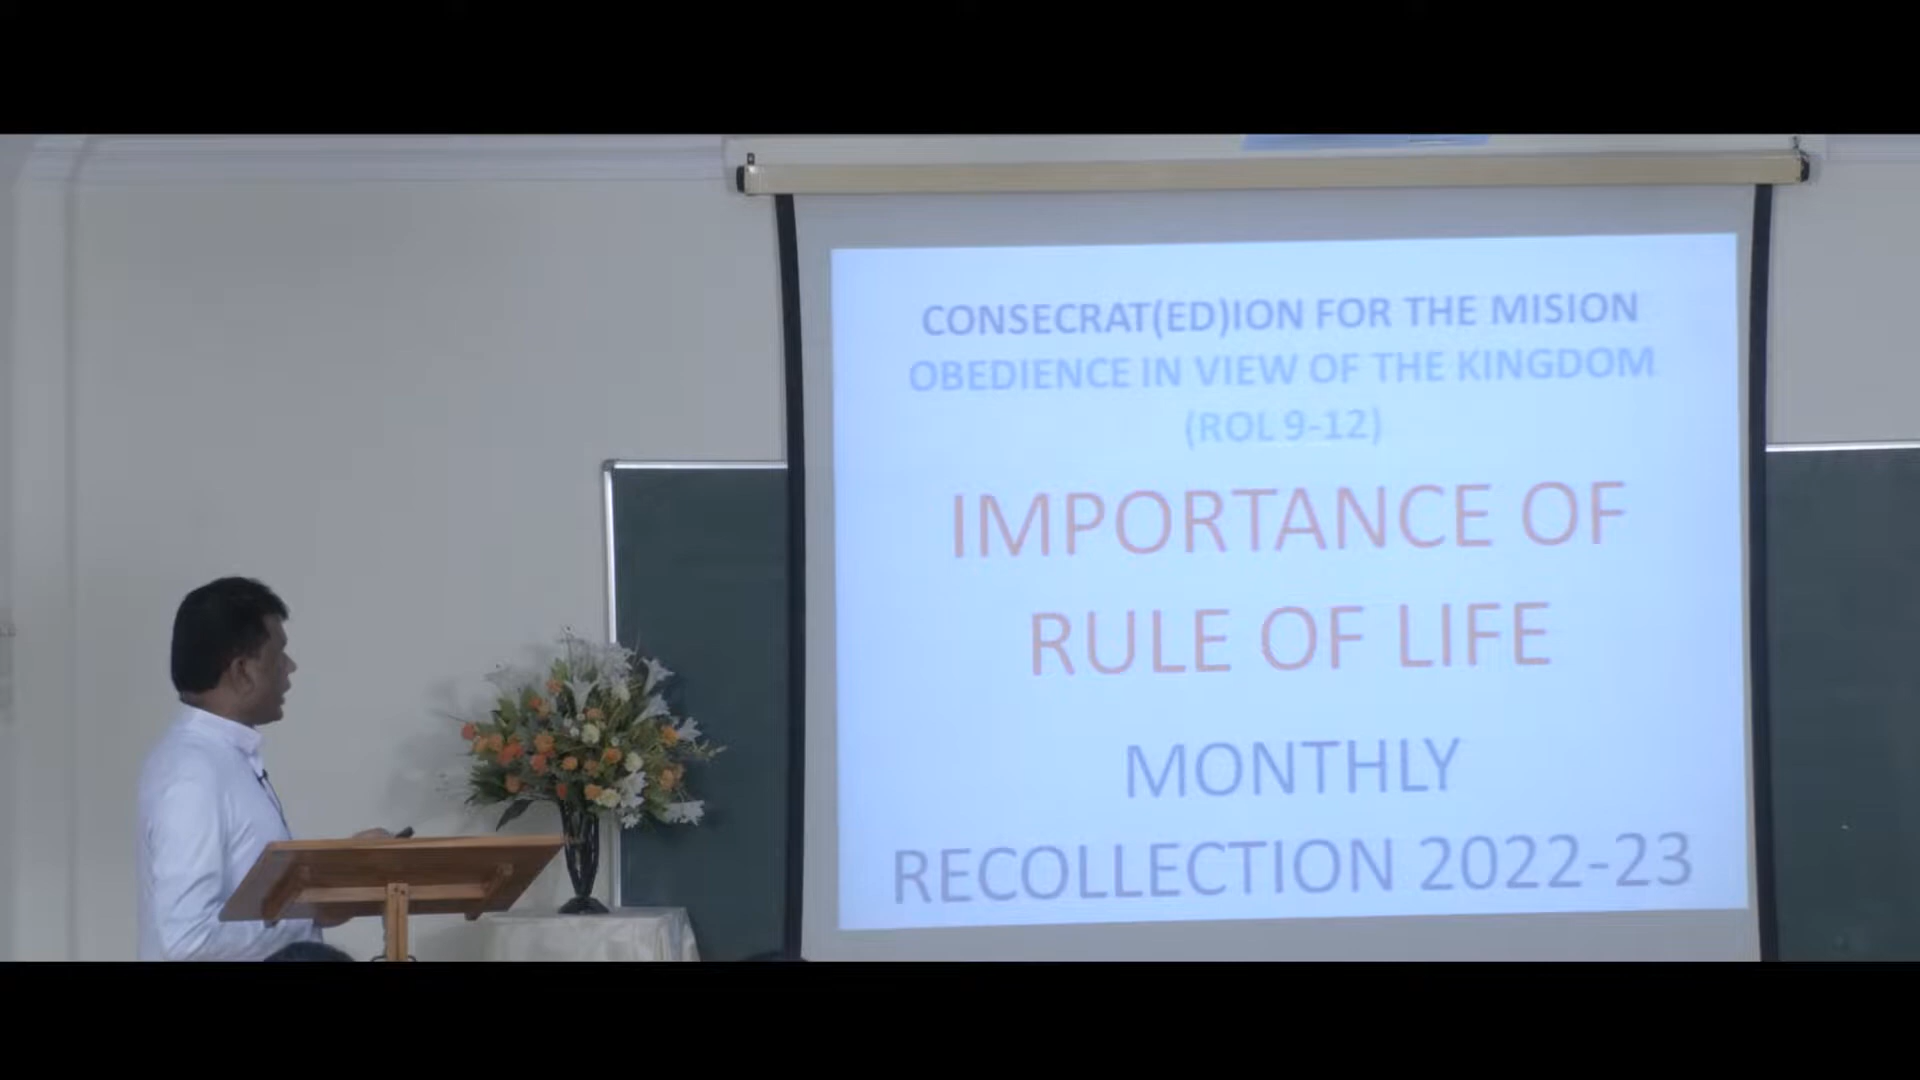 CONSECRAT(ED)ION FOR THE MISION
OBEDIENCE IN VIEW OF THE KINGDOM
(ROL 9-12)
IMPORTANCE OF
RULE OF LIFE
MONTHLY
RECOLLECTION 2022-23